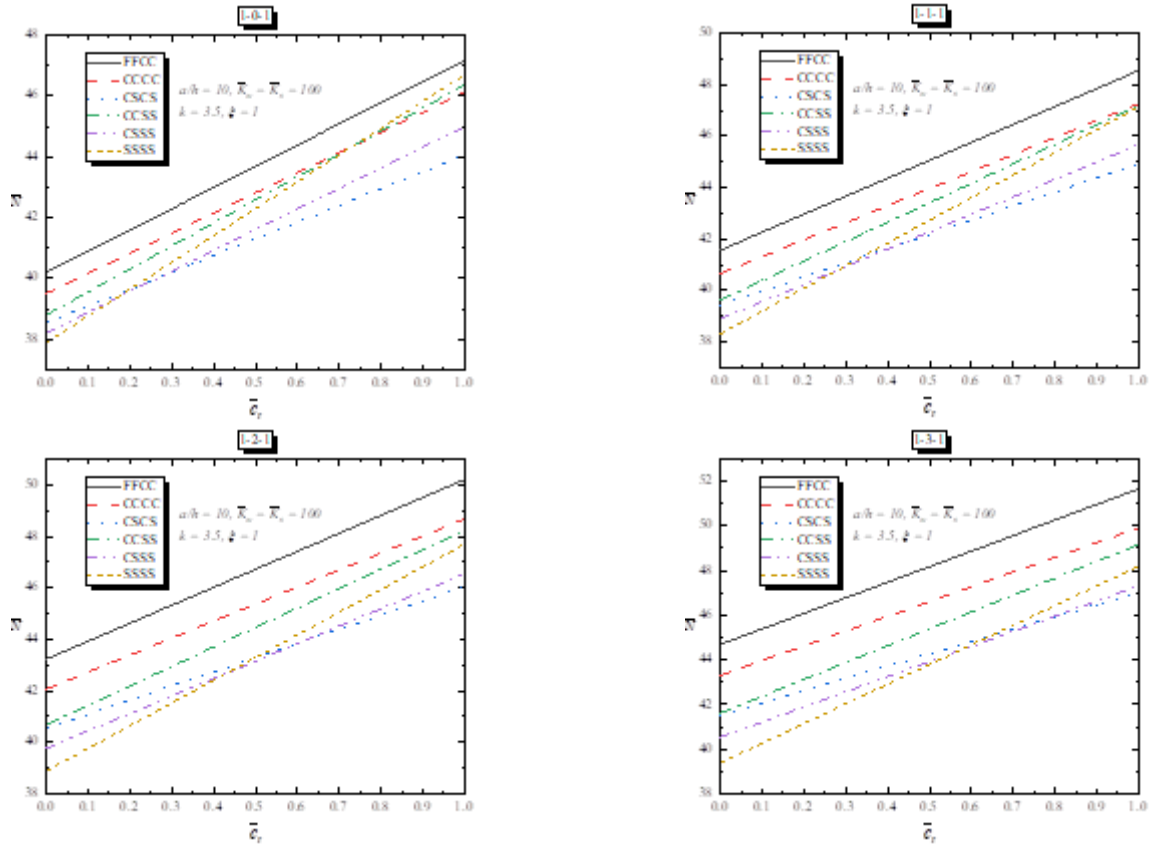 1-0-1
48
46
44
42
40
38
FFCC
CCCC
CSCS
CCSS
CSSS
SSSS
a/h = 10, K̅w = K̅s = 100
k = 3.5, ξ = 1
0.0 0.1 0.2 0.3 0.4 0.5 0.6 0.7 0.8 0.9 1.0
1-1-1
50
48
46
44
42
40
38
FFCC
CCCC
CSCS
CCSS
CSSS
SSSS
a/h = 10, K̅w = K̅s = 100
k = 3.5, ξ = 1
0.0 0.1 0.2 0.3 0.4 0.5 0.6 0.7 0.8 0.9 1.0
1-2-1
50
48
46
44
42
40
38
FFCC
CCCC
CSCS
CCSS
CSSS
SSSS
a/h = 10, K̅w = K̅s = 100
k = 3.5, ξ = 1
0.0 0.1 0.2 0.3 0.4 0.5 0.6 0.7 0.8 0.9 1.0
1-3-1
52
50
48
46
44
42
40
38
FFCC
CCCC
CSCS
CCSS
CSSS
SSSS
a/h = 10, K̅w = K̅s = 100
k = 3.5, ξ = 1
0.0 0.1 0.2 0.3 0.4 0.5 0.6 0.7 0.8 0.9 1.0